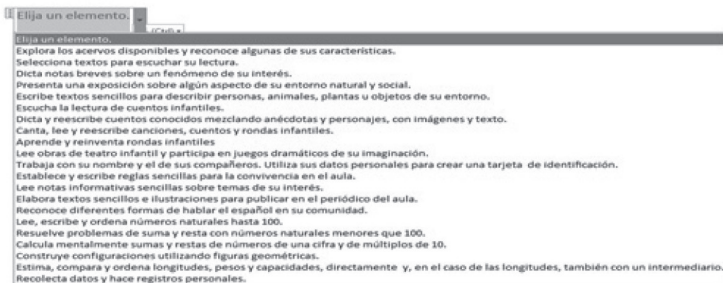 Elija un elemento.
(Ctrl)
Elija un elemento.
Explora los acervos disponibles y reconoce algunas de sus características.
Selecciona textos para escuchar su lectura.
Dicta notas breves sobre un fenómeno de su interés.
Presenta una exposición sobre algún aspecto de su entorno natural y social.
Escribe textos sencillos para describir personas, animales, plantas u objetos de su entorno.
Escucha la lectura de cuentos infantiles.
Dicta y reescribe cuentos conocidos mezclando anécdotas y personajes, con imágenes y texto.
Canta, lee y reescribe canciones, cuentos y rondas infantiles.
Aprende y reinventa rondas infantiles
Lee obras de teatro infantil y participa en juegos dramáticos de su imaginación.
Trabaja con su nombre y el de sus compañeros. Utiliza sus datos personales para crear una tarjeta de identificación.
Establece y escribe reglas sencillas para la convivencia en el aula.
Lee notas informativas sencillas sobre temas de su interés.
Elabora textos sencillos e ilustraciones para publicar en el periódico del aula.
Reconoce diferentes formas de hablar el español en su comunidad.
Lee, escribe y ordena números naturales hasta 100.
Resuelve problemas de suma y resta con números naturales menores que 100.
Calcula mentalmente sumas y restas de números de una cifra y de múltiplos de 10.
Construye configuraciones utilizando figuras geométricas.
Estima, compara y ordena longitudes, pesos y capacidades, directamente y, en el caso de las longitudes, también con un intermediario.
Recolecta datos y hace registros personales.